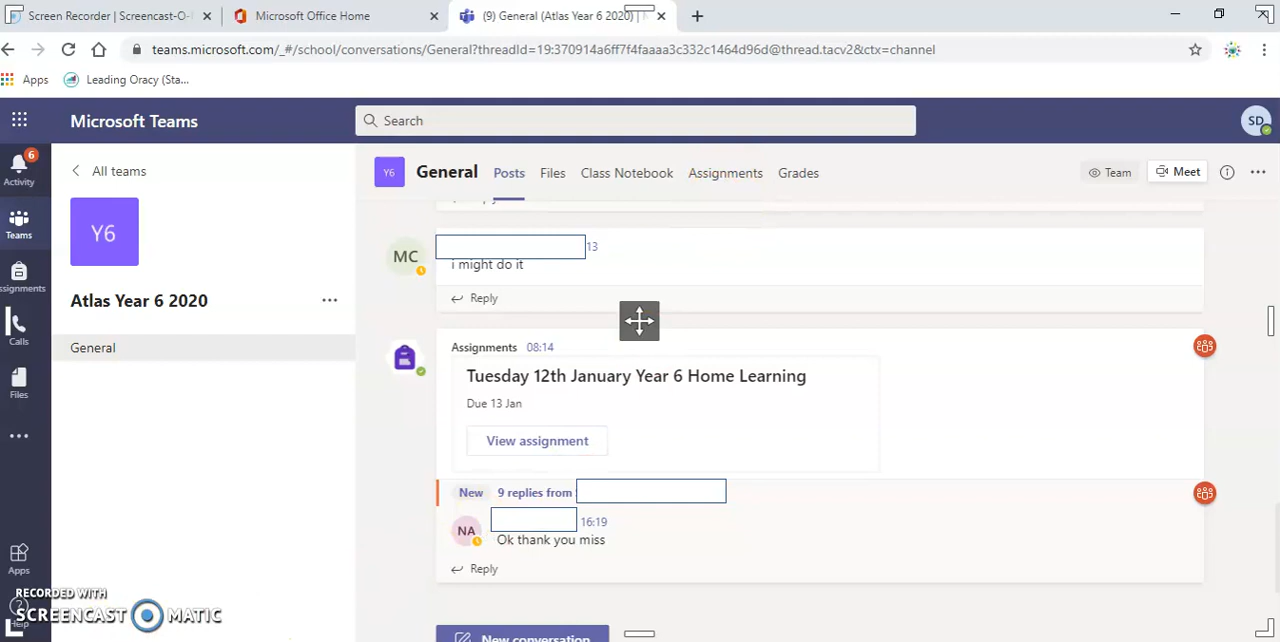 Screen Recorder | Screencast-O-
Microsoft Office Home
(9) General (Atlas Year 6 2020) |
teams.microsoft.com/_#/school/conversations/General?threadId=19:370914a6ff7f4faaaa3c332c1464d96d@thread.tacv2&ctx=channel
Apps
Leading Oracy (Sta...
Microsoft Teams
Search
SD
6
Activity
Teams
ssignments
Calls
Files
Apps
Help
All teams
Y6
Atlas Year 6 2020
General
Y6
General
Posts
Files
Class Notebook
Assignments
Grades
Team
Meet
MC
13
i might do it
Reply
Assignments 08:14
Tuesday 12th January Year 6 Home Learning
Due 13 Jan
View assignment
New
9 replies from
NA
16:19
Ok thank you miss
Reply
New conversation
RECORDED WITH
SCREENCAST MATIC